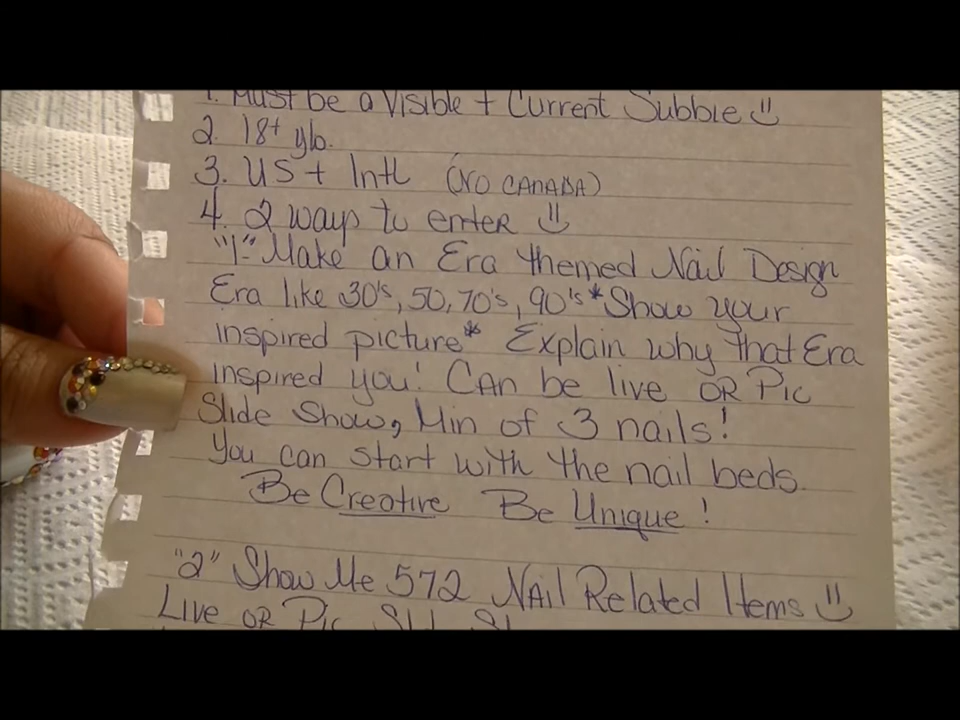 1. Must be a Visible + Current Subbie
2. 18+ y/o.
3. US + Intl (NO CANADA)
4. 2 ways to enter
"1"- Make an Era themed Nail Design
Era like 30's, 50, 70's, 90's *Show your
inspired picture* Explain why that Era
inspired you! CAn be live OR Pic
Slide Show, Min of 3 nails!
You can start with the nail beds.
Be Creative Be Unique!
"2" Show Me 572 NAil Related Items
Live OR Pic